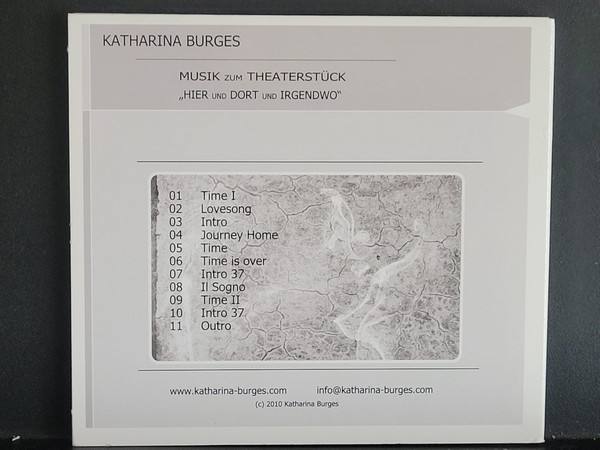 KATHARINA BURGES
MUSIK ZUM THEATERSTÜCK
„HIER UND DORT UND IRGENDWO“
01 Time I
02 Lovesong
03 Intro
04 Journey Home
05 Time
06 Time is over
07 Intro 37
08 Il Sogno
09 Time II
10 Intro 37
11 Outro
www.katharina-burges.com info@katharina-burges.com
(c) 2010 Katharina Burges